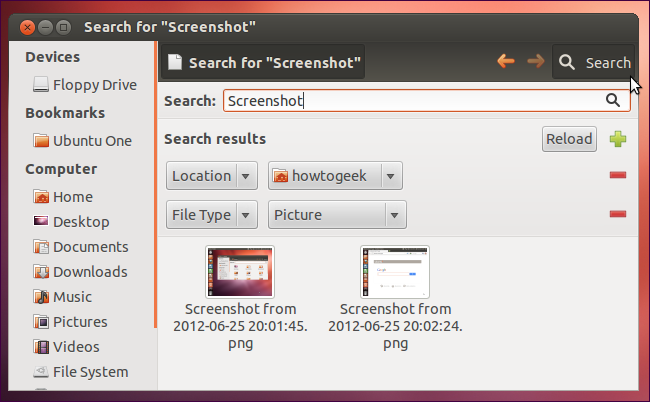 Search for "Screenshot"
Devices
Floppy Drive
Bookmarks
Ubuntu One
Computer
Home
Desktop
Documents
Downloads
Music
Pictures
Videos
File System
Search for "Screenshot"
Search
Search: Screenshot
Search results
Reload
Location
howtogeek
File Type
Picture
Screenshot from
2012-06-25 20:01:45.
png
Screenshot from
2012-06-25 20:02:24.
png